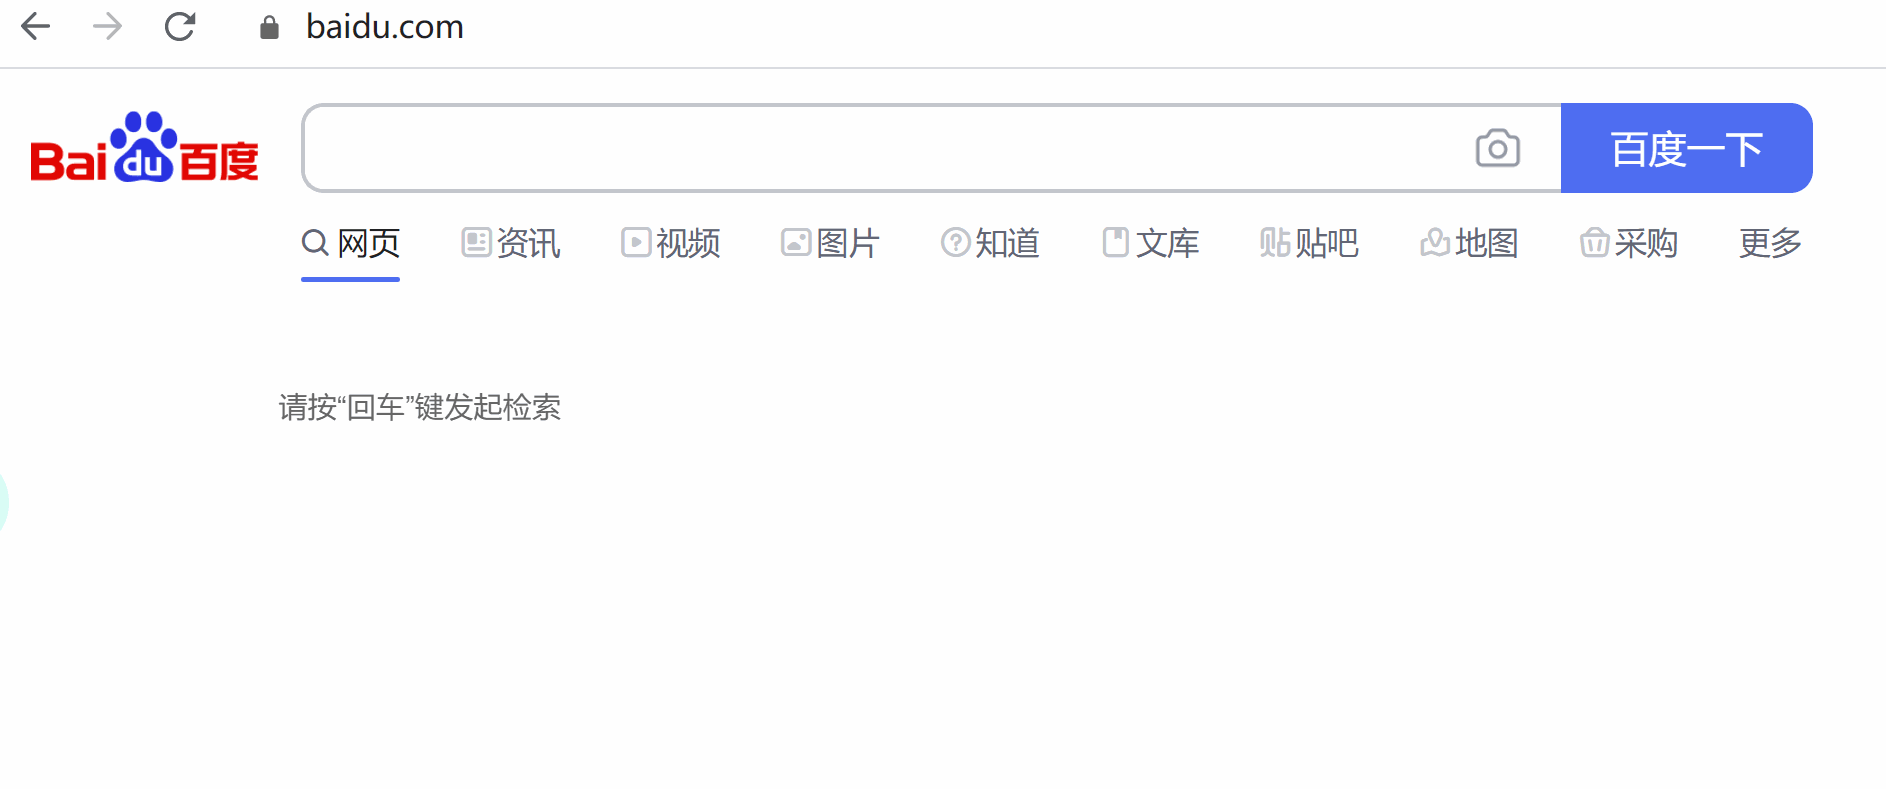 baidu.com
Bai du 百度
百度一下
网页 资讯 视频 图片 知道 文库 贴 贴吧 地图 采购 更多
请按“回车”键发起检索